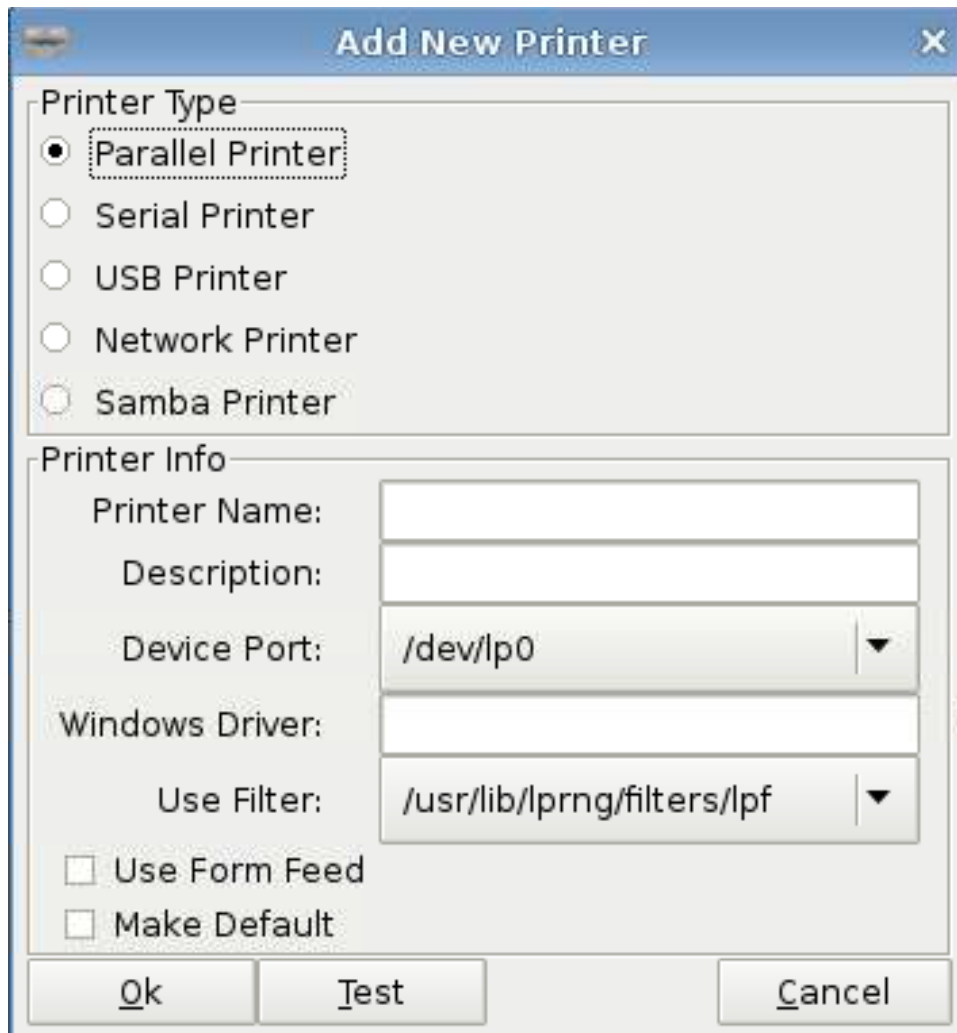 Add New Printer
Printer Type
Parallel Printer
Serial Printer
USB Printer
Network Printer
Samba Printer
Printer Info
Printer Name:
Description:
Device Port: /dev/lp0
Windows Driver:
Use Filter: /usr/lib/lprng/filters/lpf
Use Form Feed
Make Default
Ok Test Cancel